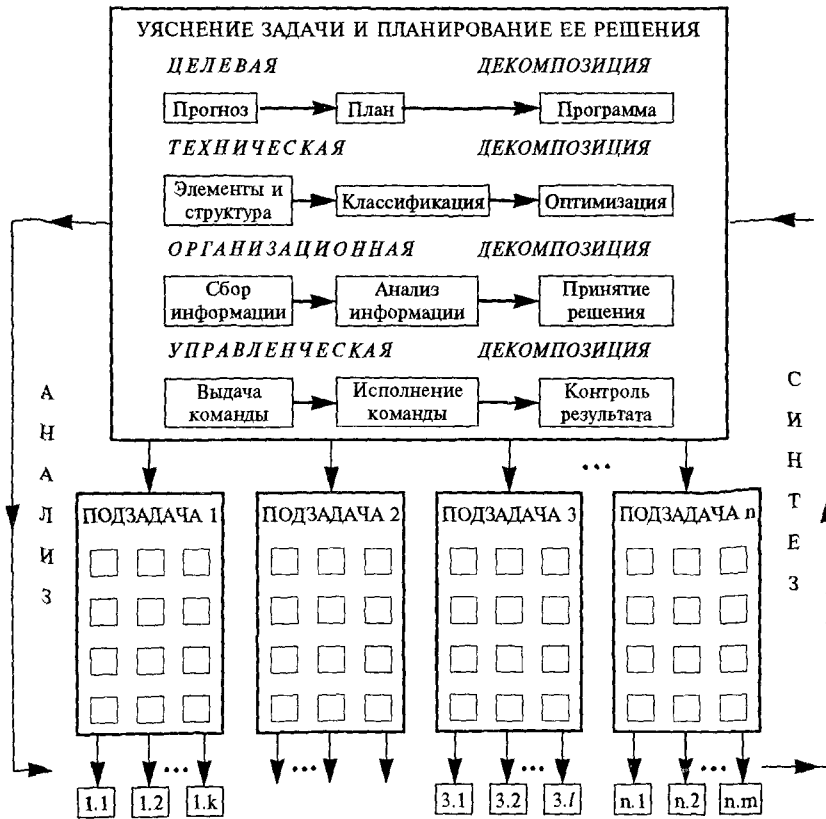 УЯСНЕНИЕ ЗАДАЧИ И ПЛАНИРОВАНИЕ ЕЕ РЕШЕНИЯ
ЦЕЛЕВАЯ ДЕКОМПОЗИЦИЯ
Прогноз План Программа
ТЕХНИЧЕСКАЯ ДЕКОМПОЗИЦИЯ
Элементы и
структура
Классификация
Оптимизация
ОРГАНИЗАЦИОННАЯ ДЕКОМПОЗИЦИЯ
Сбор
информации
Анализ
информации
Принятие
решения
УПРАВЛЕНЧЕСКАЯ ДЕКОМПОЗИЦИЯ
Выдача
команды
Исполнение
команды
Контроль
результата
АНАЛИЗ
СИНТЕЗ
...
ПОДЗАДАЧА 1
ПОДЗАДАЧА 2
ПОДЗАДАЧА 3
ПОДЗАДАЧА n
... ... ... ...
1.1 1.2 1.k
3.1 3.2 3.l
n.1 n.2 n.m